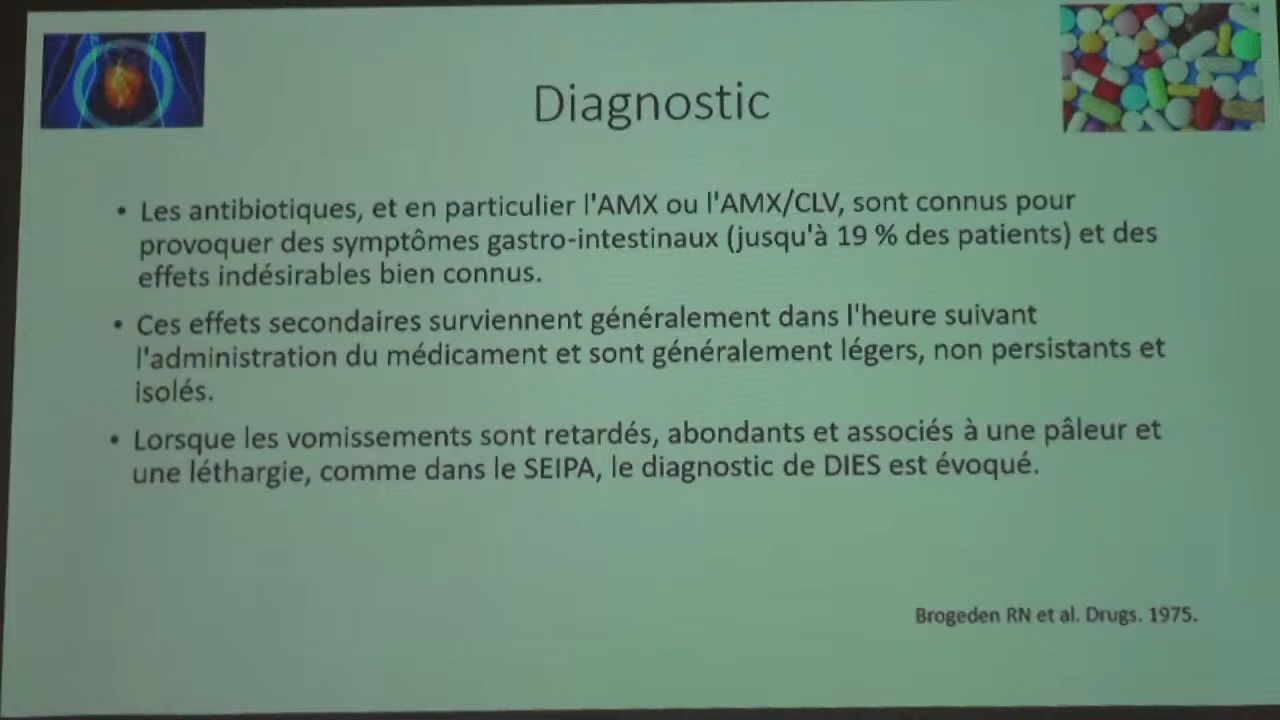 Diagnostic
• Les antibiotiques, et en particulier l'AMX ou l'AMX/CLV, sont connus pour
provoquer des symptômes gastro-intestinaux (jusqu'à 19 % des patients) et des
effets indésirables bien connus.
• Ces effets secondaires surviennent généralement dans l'heure suivant
l'administration du médicament et sont généralement légers, non persistants et
isolés.
• Lorsque les vomissements sont retardés, abondants et associés à une pâleur et
une léthargie, comme dans le SEIPA, le diagnostic de DIES est évoqué.
Brogeden RN et al. Drugs. 1975.